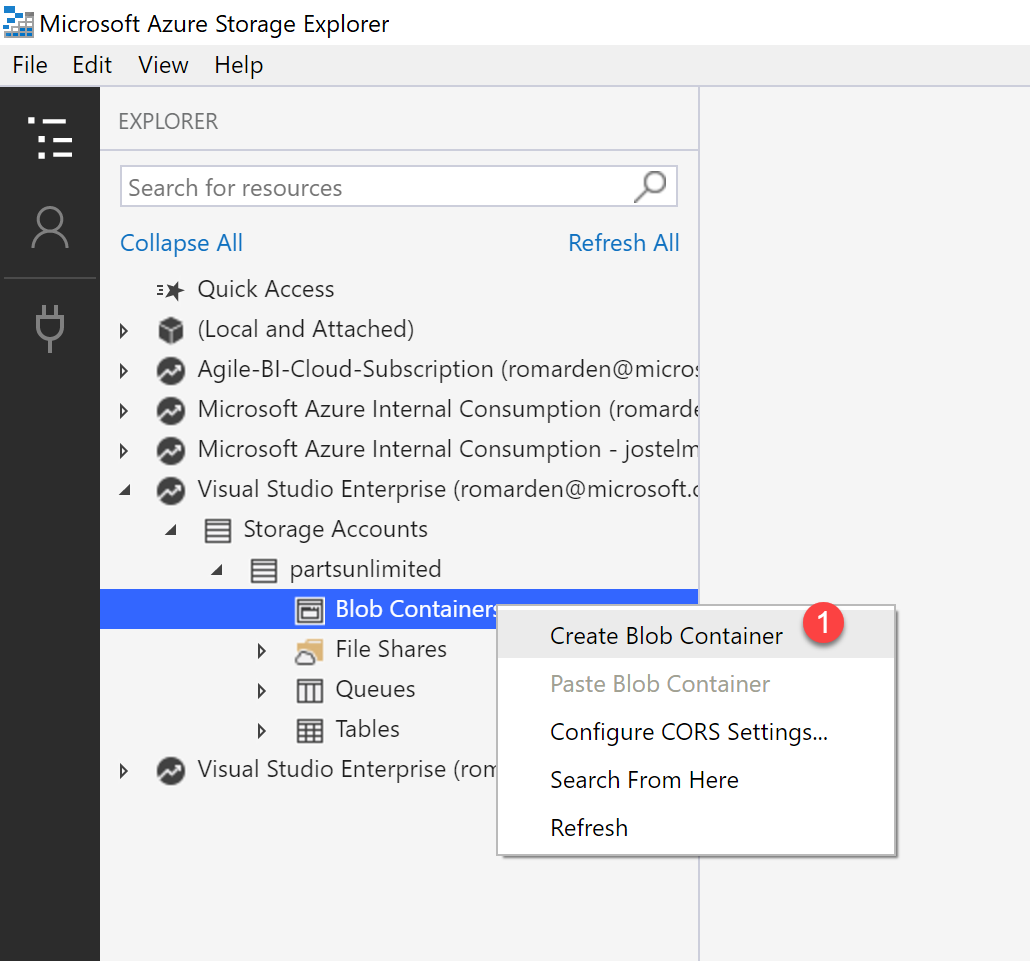 Microsoft Azure Storage Explorer
File Edit View Help
EXPLORER
Search for resources
Collapse All Refresh All
Quick Access
(Local and Attached)
Agile-BI-Cloud-Subscription (romarden@micros
Microsoft Azure Internal Consumption (romarde
Microsoft Azure Internal Consumption - jostelm
Visual Studio Enterprise (romarden@microsoft.c
Storage Accounts
partsunlimited
Blob Containers
File Shares
Queues
Tables
Visual Studio Enterprise (rom
Create Blob Container 1
Paste Blob Container
Configure CORS Settings...
Search From Here
Refresh